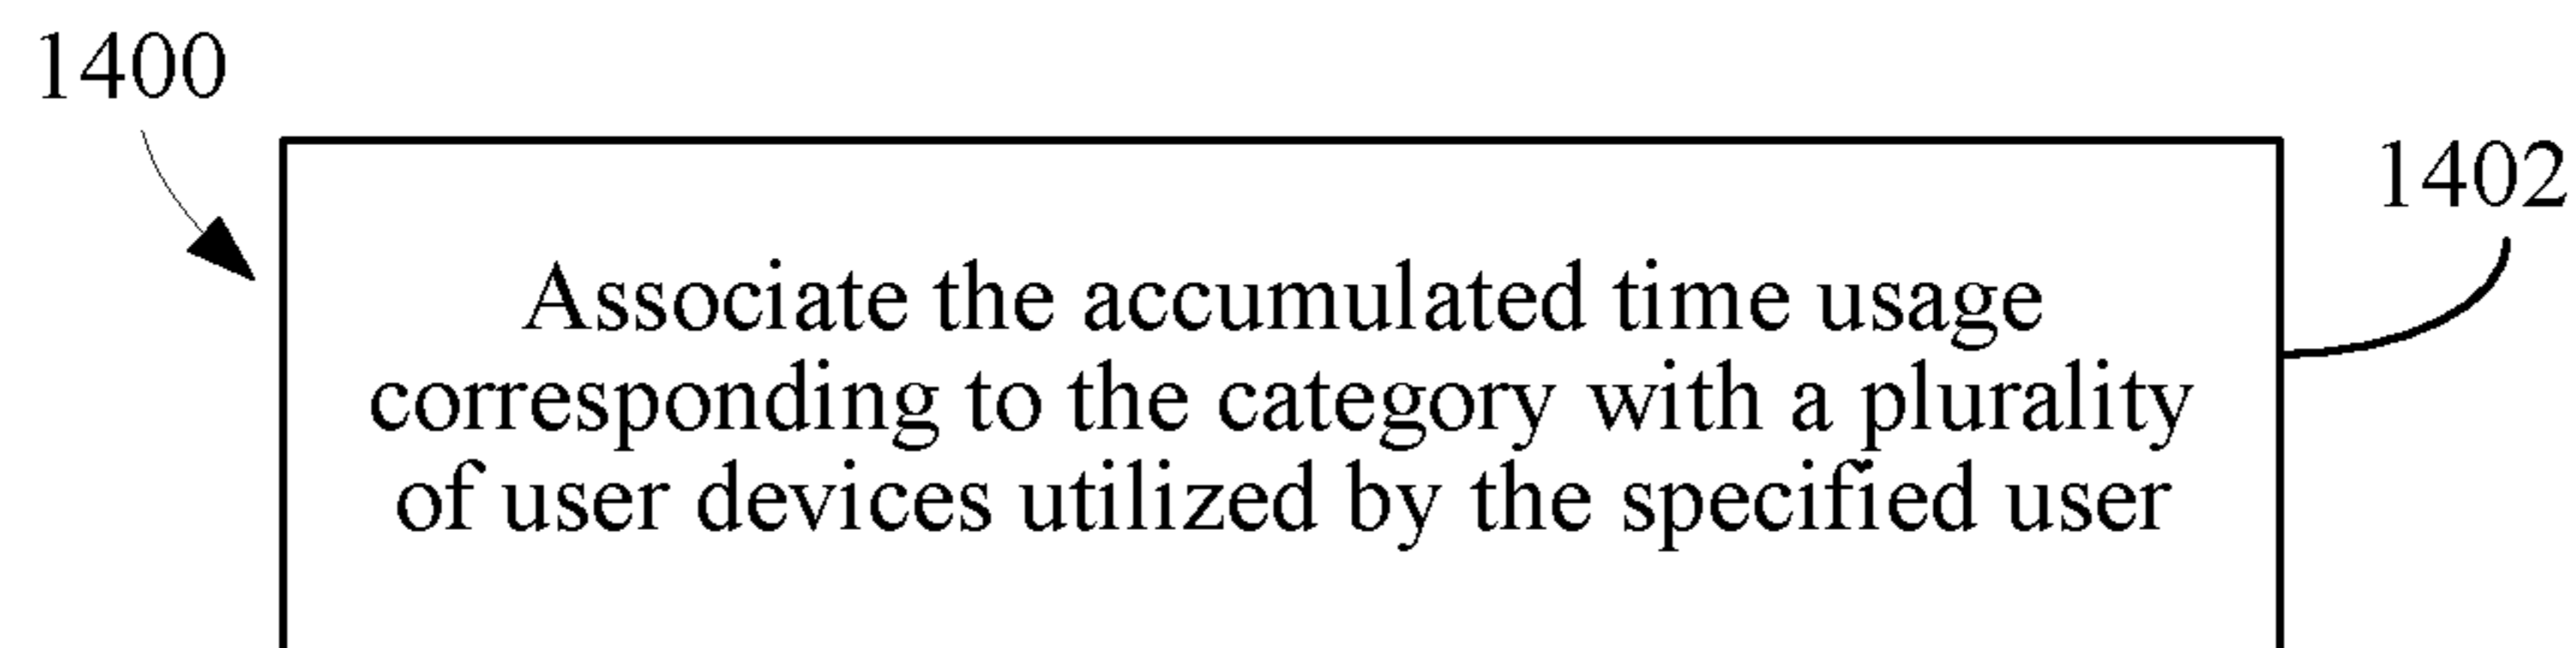 1400
1402
Associate the accumulated time usage
corresponding to the category with a plurality
of user devices utilized by the specified user